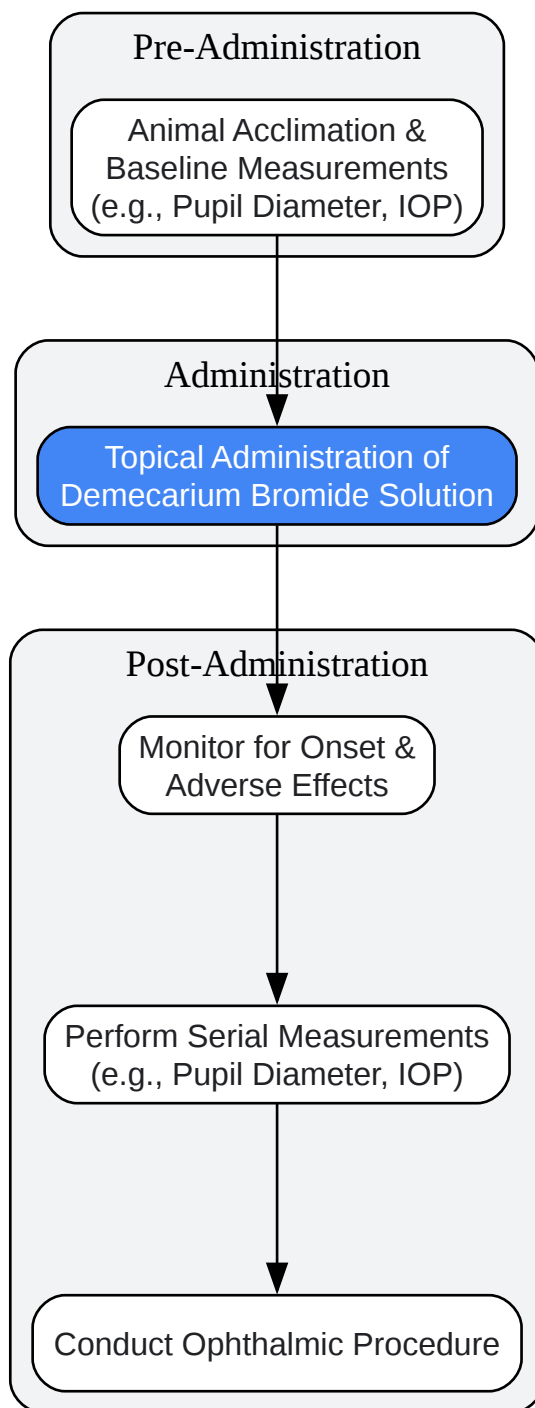 Pre-Administration
Animal Acclimation &
Baseline Measurements
(e.g., Pupil Diameter, IOP)
Administration
Topical Administration of
Demecarium Bromide Solution
Post-Administration
Monitor for Onset &
Adverse Effects
Perform Serial Measurements
(e.g., Pupil Diameter, IOP)
Conduct Ophthalmic Procedure